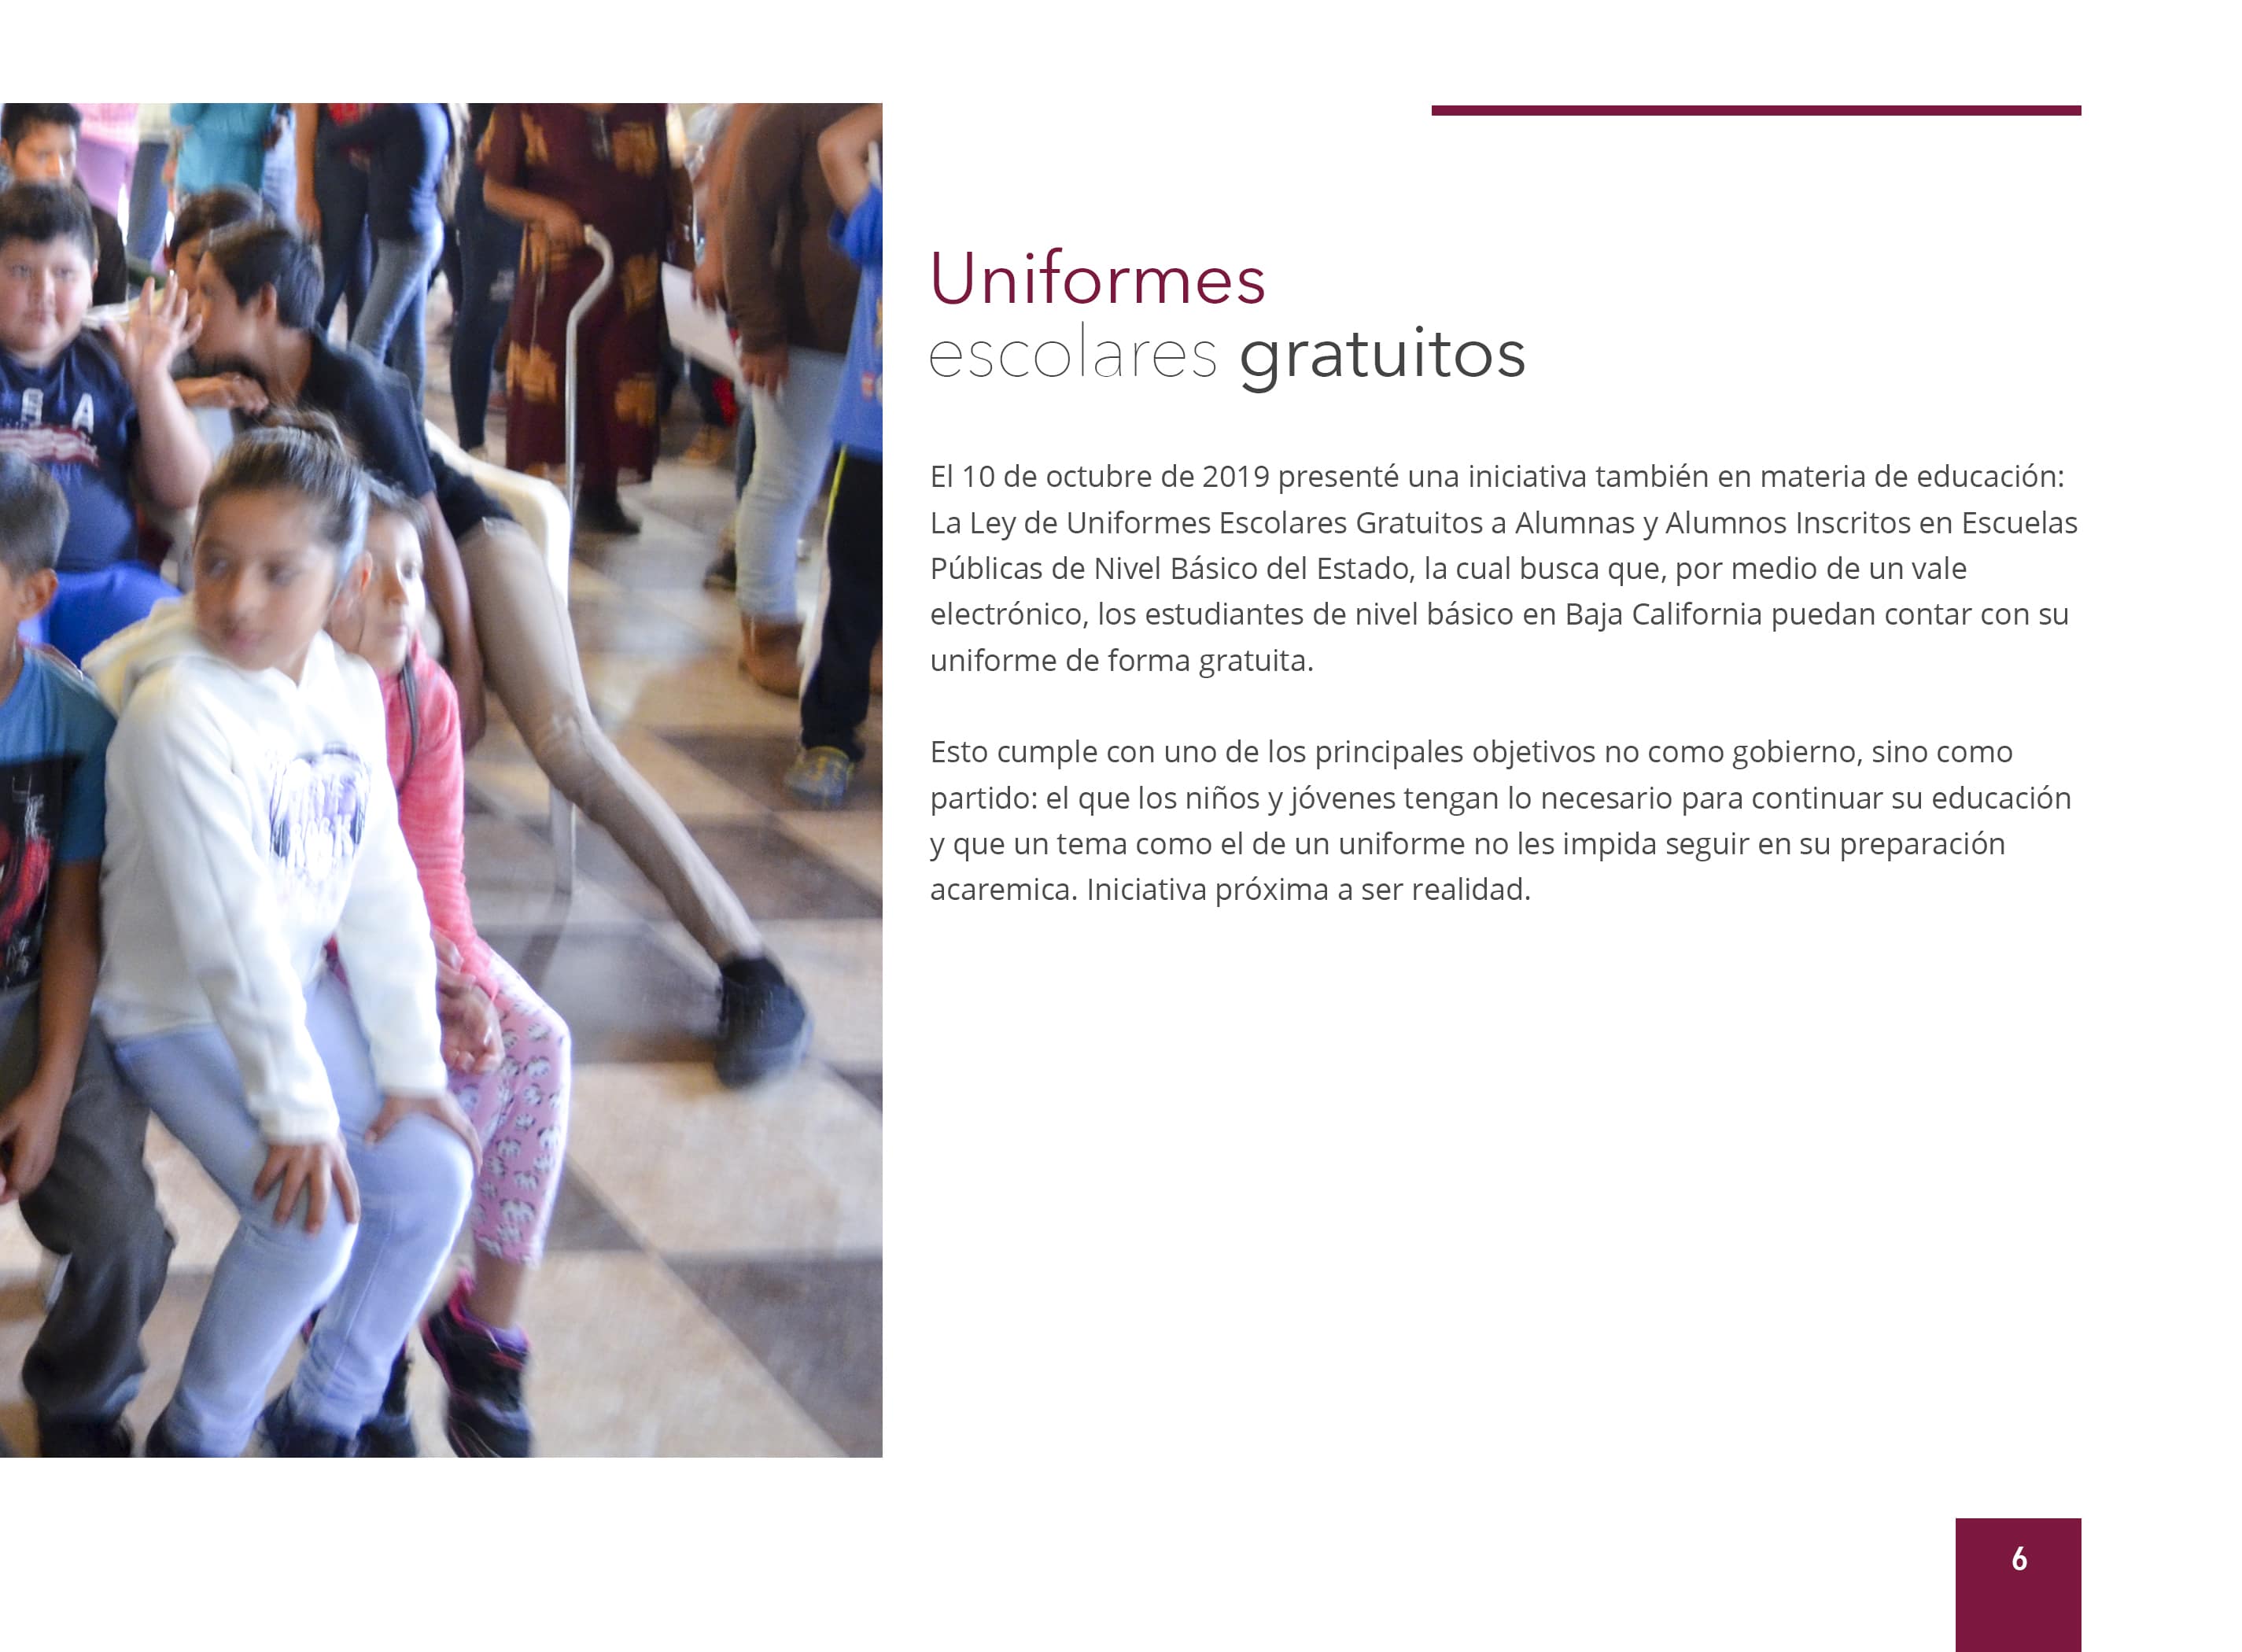 Uniformes
escolares gratuitos
El 10 de octubre de 2019 presenté una iniciativa también en materia de educación:
La Ley de Uniformes Escolares Gratuitos a Alumnas y Alumnos Inscritos en Escuelas
Públicas de Nivel Básico del Estado, la cual busca que, por medio de un vale
electrónico, los estudiantes de nivel básico en Baja California puedan contar con su
uniforme de forma gratuita.
Esto cumple con uno de los principales objetivos no como gobierno, sino como
partido: el que los niños y jóvenes tengan lo necesario para continuar su educación
y que un tema como el de un uniforme no les impida seguir en su preparación
acaremica. Iniciativa próxima a ser realidad.
6